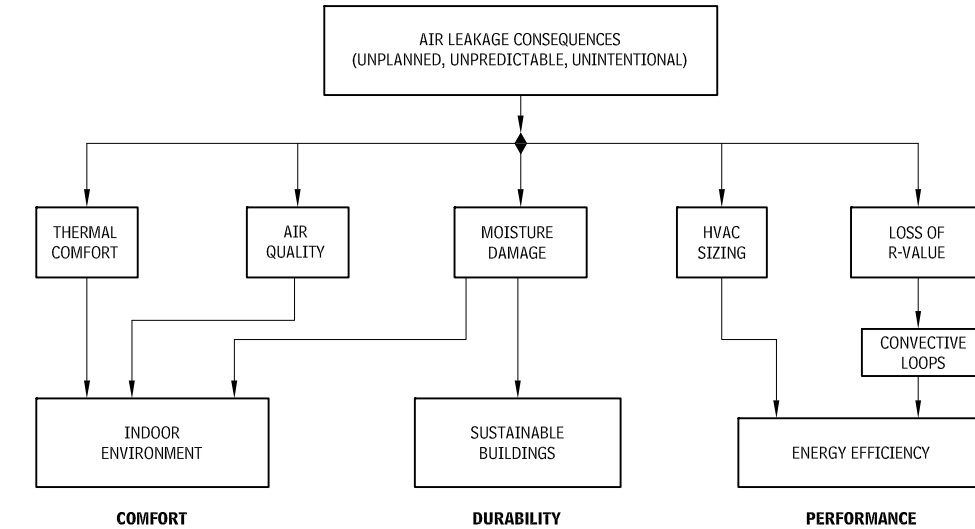 AIR LEAKAGE CONSEQUENCES
(UNPLANNED, UNPREDICTABLE, UNINTENTIONAL)
THERMAL
COMFORT
AIR
QUALITY
MOISTURE
DAMAGE
HVAC
SIZING
LOSS OF
R-VALUE
CONVECTIVE
LOOPS
INDOOR
ENVIRONMENT
SUSTAINABLE
BUILDINGS
ENERGY EFFICIENCY
COMFORT
DURABILITY
PERFORMANCE